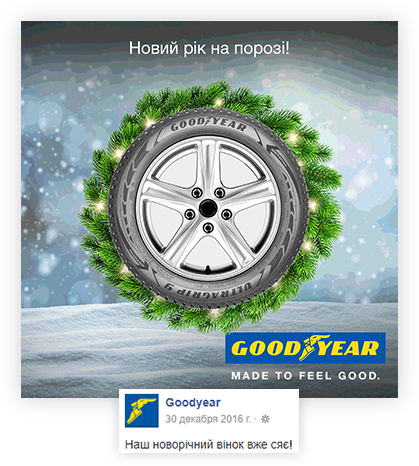 Новий рік на порозі!
GOODYEAR
ULTRAGRIP 9
GOODYEAR
MADE TO FEEL GOOD.
Goodyear
30 декабря 2016 г. ·
Наш новорічний вінок вже сяє!